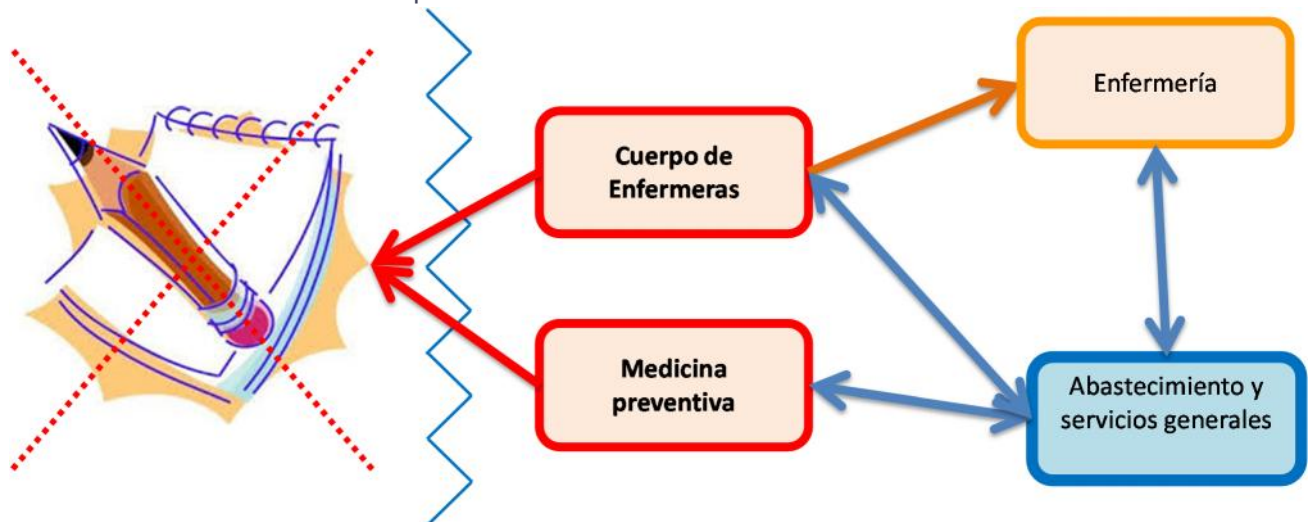 Cuerpo de
Enfermeras
Enfermería
Medicina
preventiva
Abastecimiento y
servicios generales